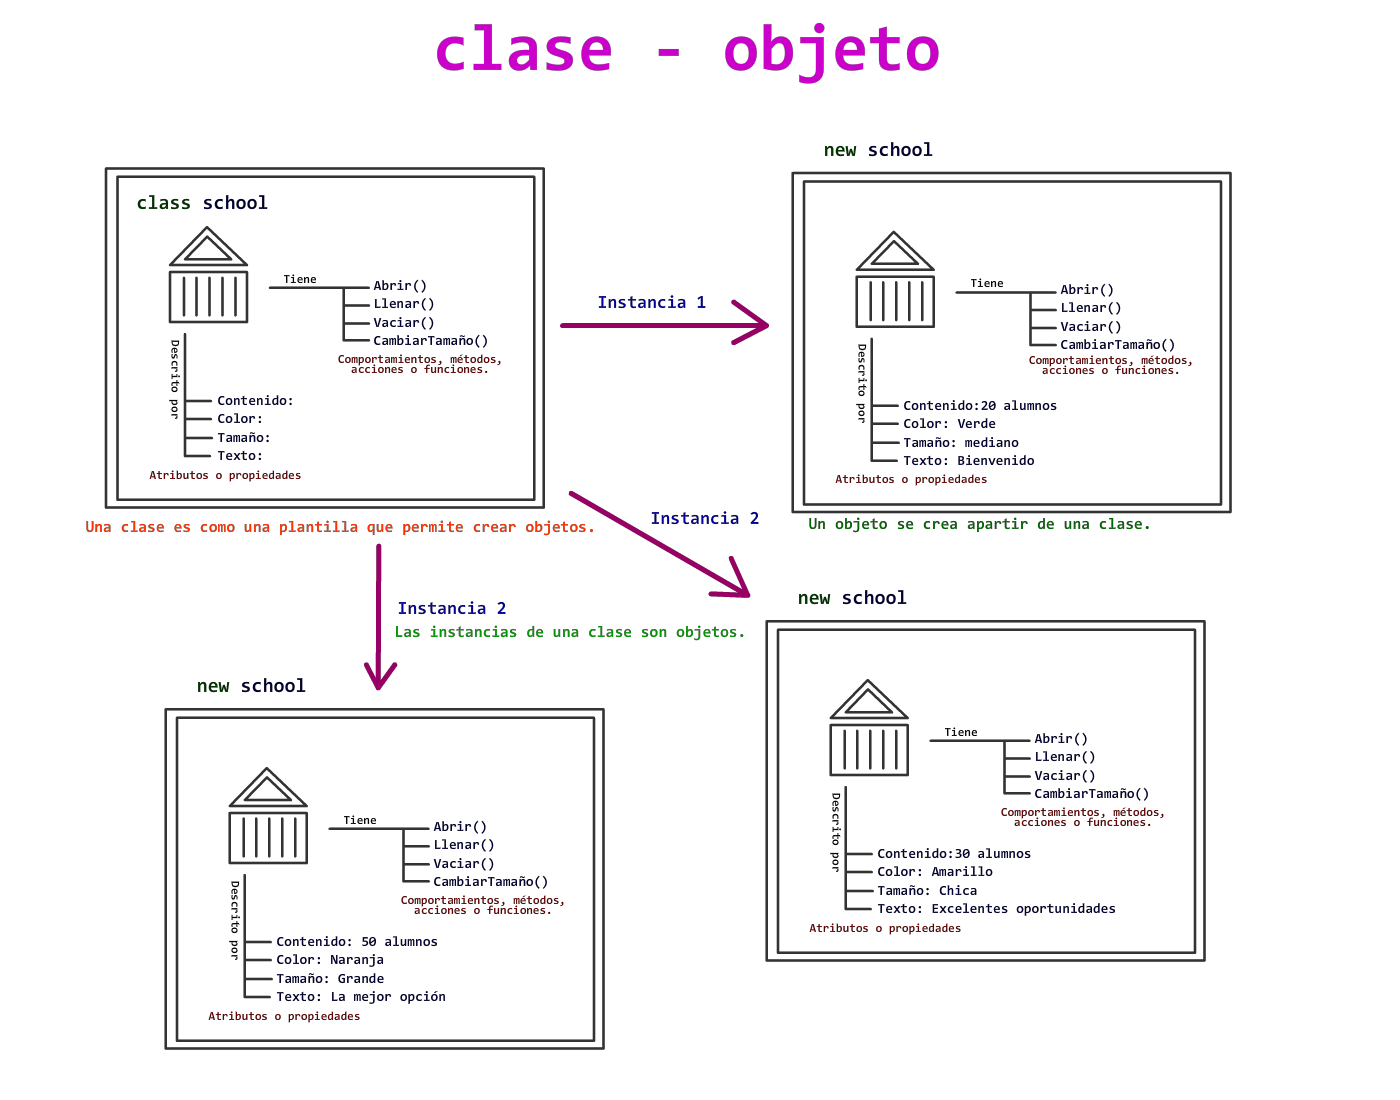 clase - objeto
class school
Tiene
Abrir()
Llenar()
Vaciar()
CambiarTamaño()
Comportamientos, métodos,
acciones o funciones.
Descrito por
Contenido:
Color:
Tamaño:
Texto:
Atributos o propiedades
Una clase es como una plantilla que permite crear objetos.
Instancia 1
new school
Tiene
Abrir()
Llenar()
Vaciar()
CambiarTamaño()
Comportamientos, métodos,
acciones o funciones.
Descrito por
Contenido:20 alumnos
Color: Verde
Tamaño: mediano
Texto: Bienvenido
Atributos o propiedades
Un objeto se crea apartir de una clase.
Instancia 2
new school
Tiene
Abrir()
Llenar()
Vaciar()
CambiarTamaño()
Comportamientos, métodos,
acciones o funciones.
Descrito por
Contenido:30 alumnos
Color: Amarillo
Tamaño: Chica
Texto: Excelentes oportunidades
Atributos o propiedades
Instancia 2
Las instancias de una clase son objetos.
new school
Tiene
Abrir()
Llenar()
Vaciar()
CambiarTamaño()
Comportamientos, métodos,
acciones o funciones.
Descrito por
Contenido: 50 alumnos
Color: Naranja
Tamaño: Grande
Texto: La mejor opción
Atributos o propiedades